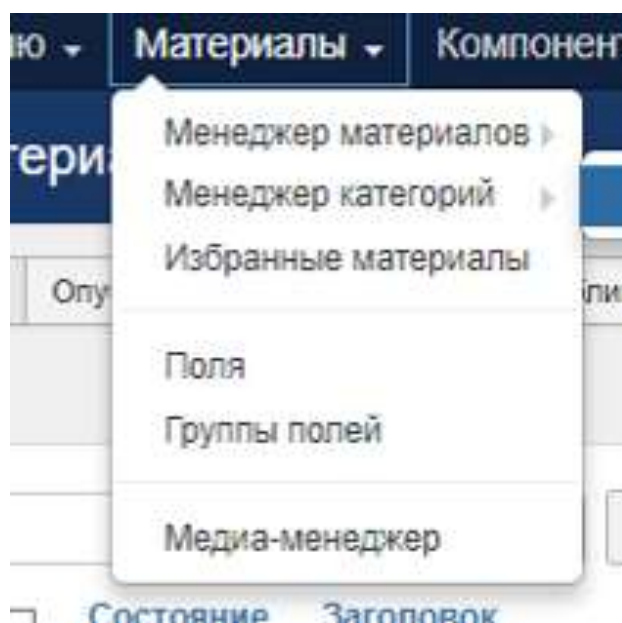 Материалы
Менеджер материалов
Менеджер категорий
Избранные материалы
Поля
Группы полей
Медиа-менеджер
Состояние Заголовок